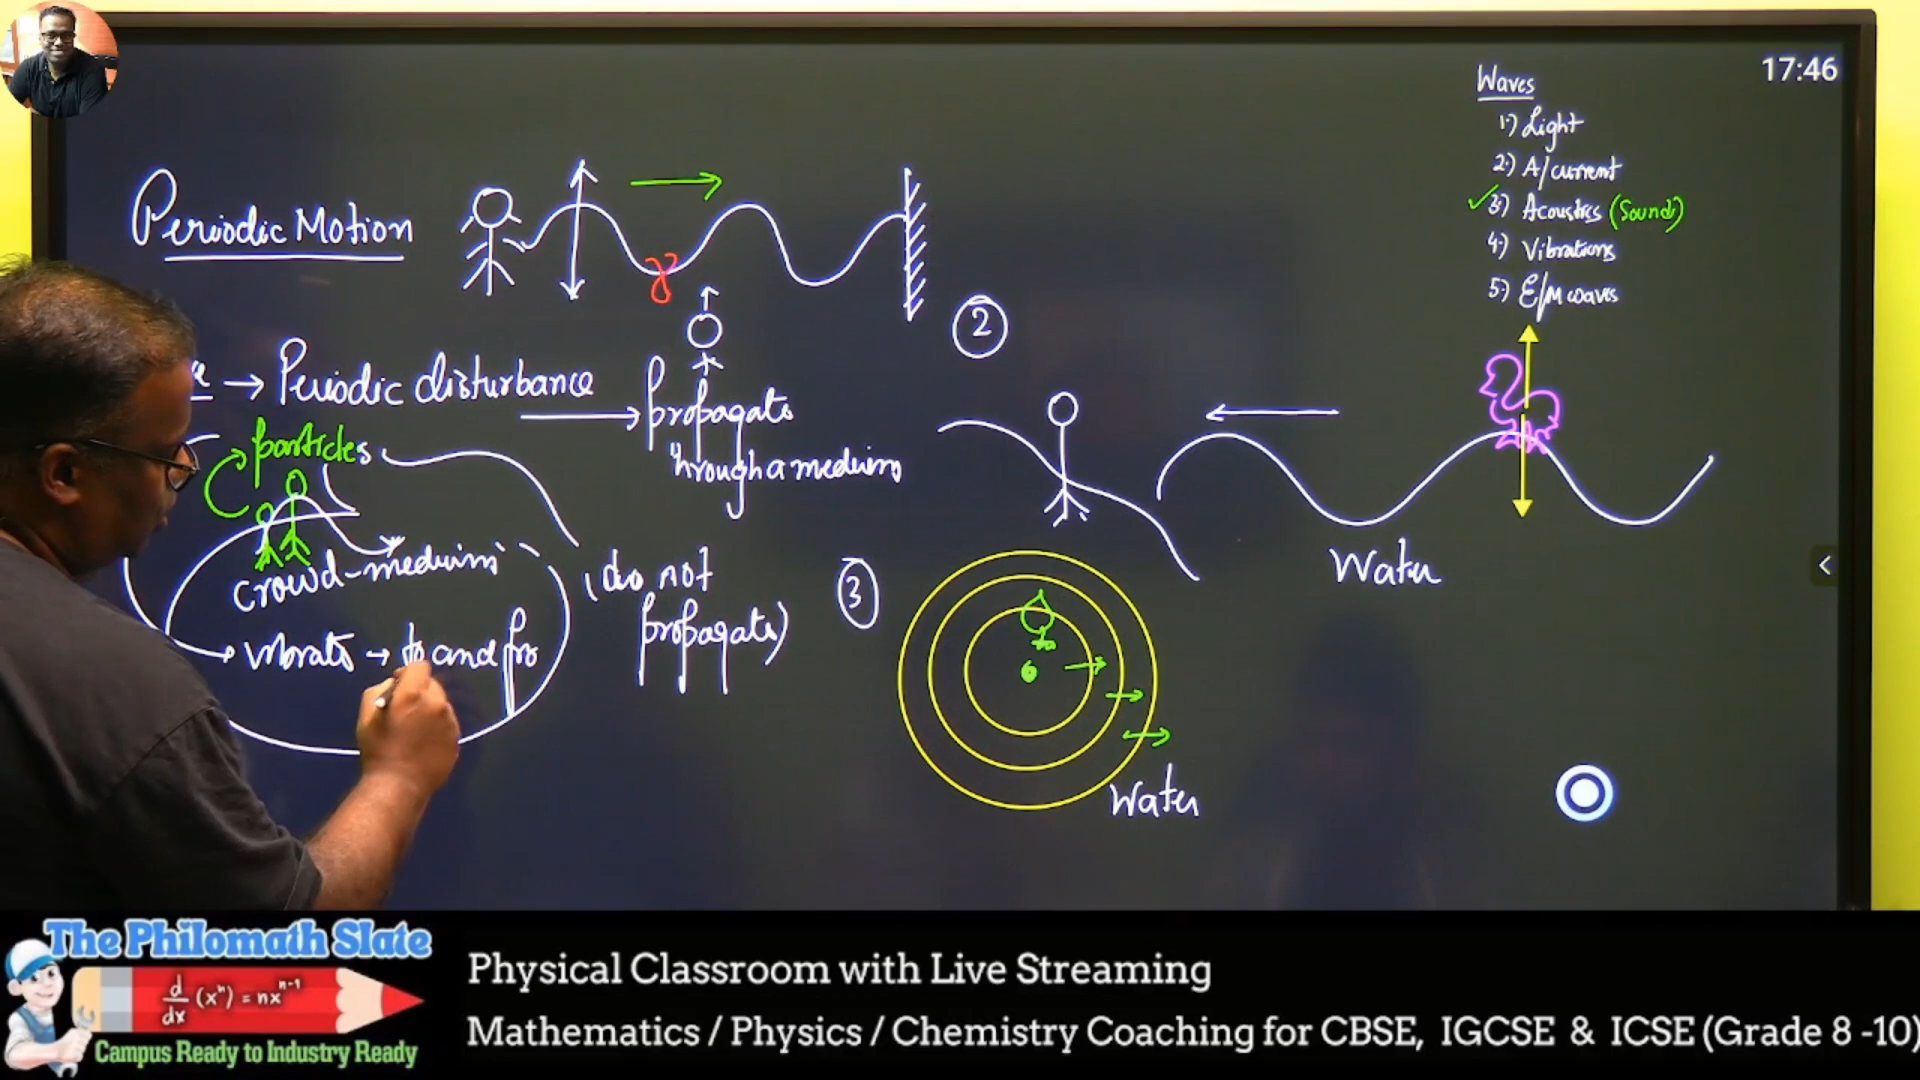 17:46
Waves
1·) Light
2·) A/current
3·) Acoustics (Sound)
4·) Vibrations
5·) E/M waves
Periodic Motion
→ Periodic disturbance → propagate
through a medium
particles
crowd-medium
(do not
propagate)
vibrate → to and fro
2
Water
3
Water
The Philomath Slate
d/dx (xⁿ) = nxⁿ⁻¹
Campus Ready to Industry Ready
Physical Classroom with Live Streaming
Mathematics / Physics / Chemistry Coaching for CBSE, IGCSE & ICSE (Grade 8 -10)